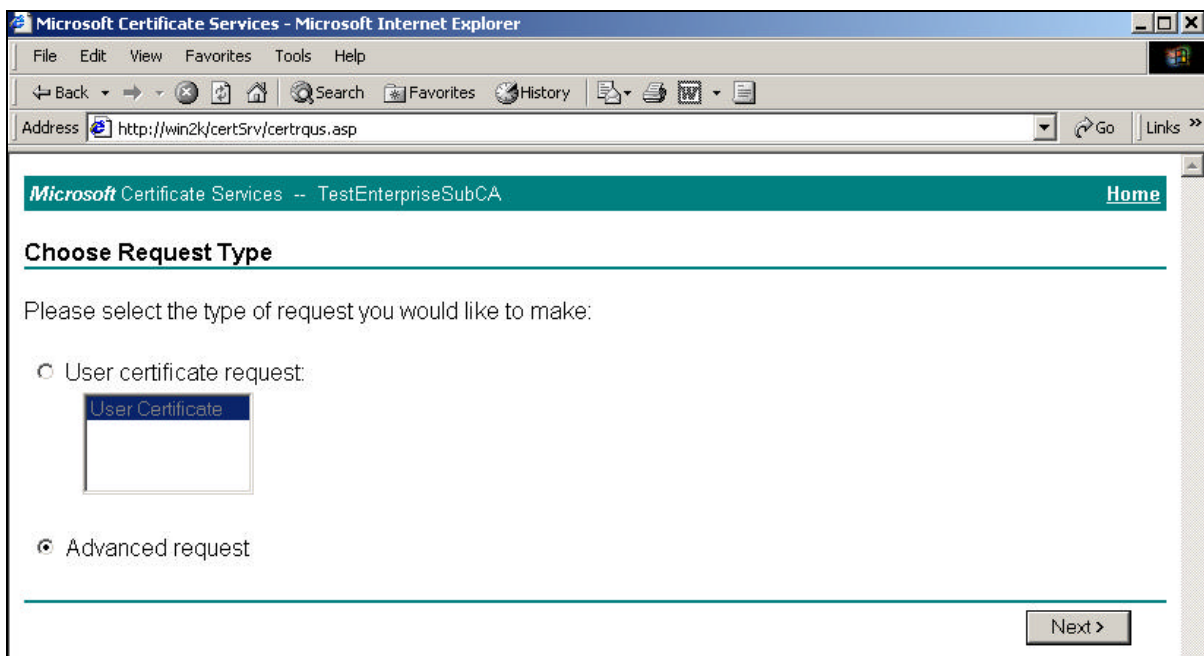 Microsoft Certificate Services - Microsoft Internet Explorer
File Edit View Favorites Tools Help
Back Search Favorites History
Address http://win2k/certSrv/certrqus.asp Go Links »
Microsoft Certificate Services -- TestEnterpriseSubCA Home
Choose Request Type
Please select the type of request you would like to make:
User certificate request:
User Certificate
Advanced request
Next >